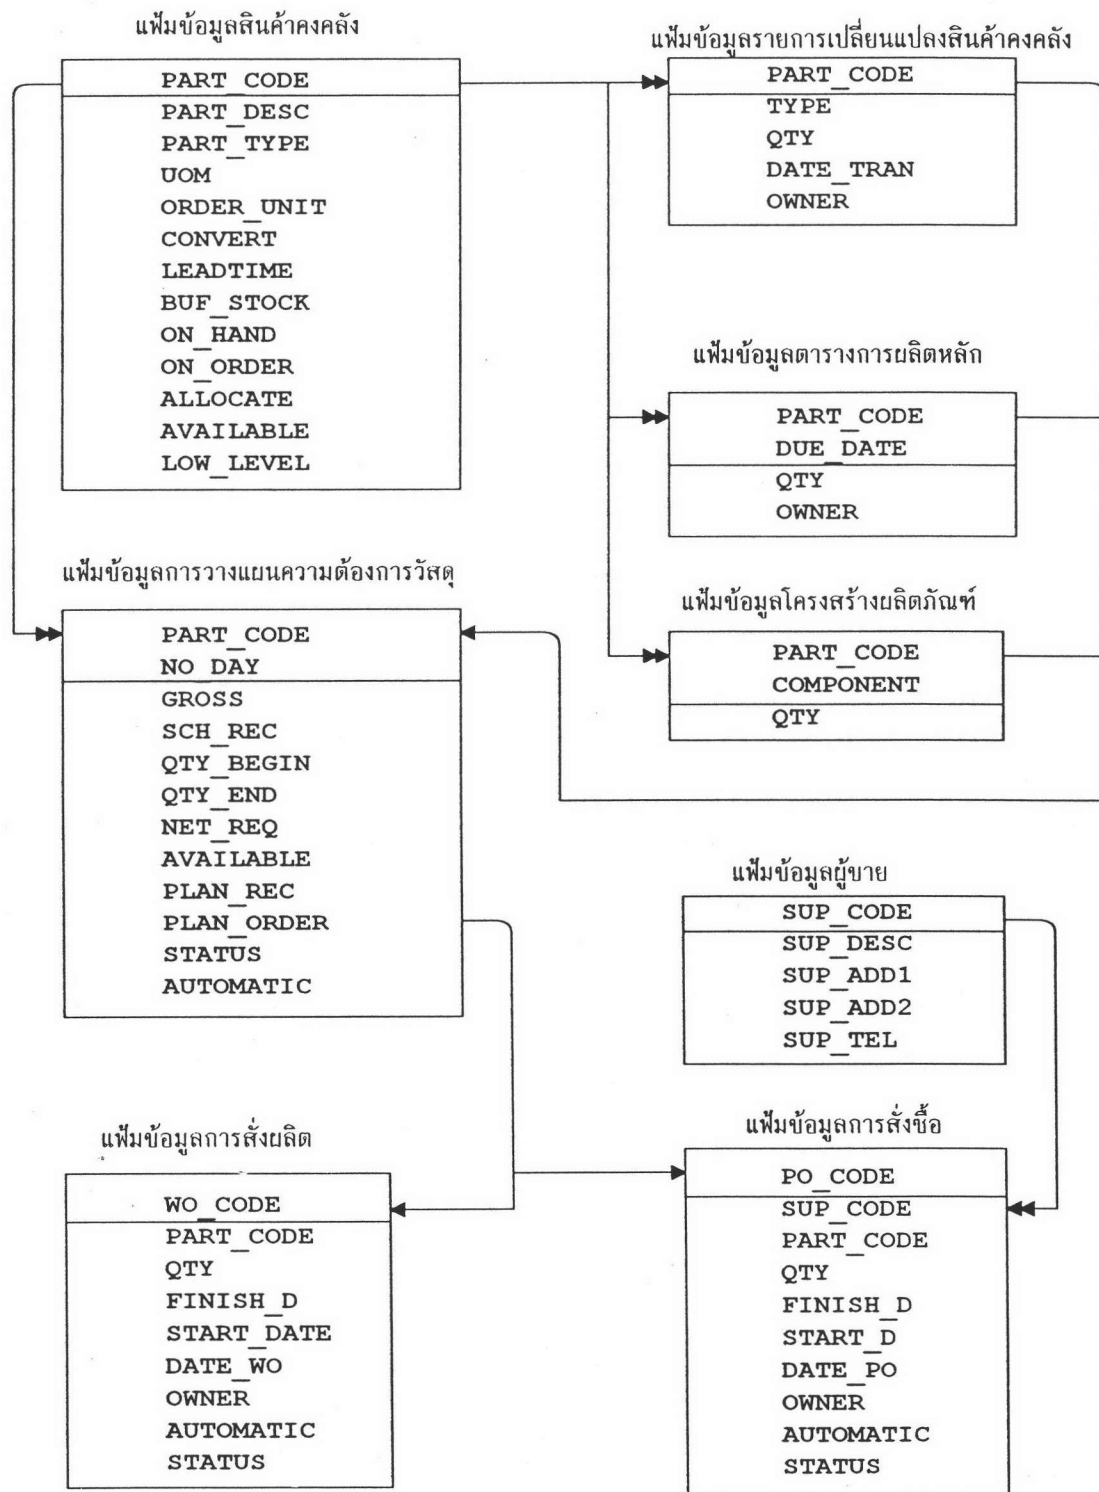 แฟ้มข้อมูลสินค้าคงคลัง
PART_CODE
PART_DESC
PART_TYPE
UOM
ORDER_UNIT
CONVERT
LEADTIME
BUF_STOCK
ON_HAND
ON_ORDER
ALLOCATE
AVAILABLE
LOW_LEVEL
แฟ้มข้อมูลรายการเปลี่ยนแปลงสินค้าคงคลัง
PART_CODE
TYPE
QTY
DATE_TRAN
OWNER
แฟ้มข้อมูลตารางการผลิตหลัก
PART_CODE
DUE_DATE
QTY
OWNER
แฟ้มข้อมูลการวางแผนความต้องการวัสดุ
PART_CODE
NO_DAY
GROSS
SCH_REC
QTY_BEGIN
QTY_END
NET_REQ
AVAILABLE
PLAN_REC
PLAN_ORDER
STATUS
AUTOMATIC
แฟ้มข้อมูลโครงสร้างผลิตภัณฑ์
PART_CODE
COMPONENT
QTY
แฟ้มข้อมูลผู้ขาย
SUP_CODE
SUP_DESC
SUP_ADD1
SUP_ADD2
SUP_TEL
แฟ้มข้อมูลการสั่งผลิต
WO_CODE
PART_CODE
QTY
FINISH_D
START_DATE
DATE_WO
OWNER
AUTOMATIC
STATUS
แฟ้มข้อมูลการสั่งซื้อ
PO_CODE
SUP_CODE
PART_CODE
QTY
FINISH_D
START_D
DATE_PO
OWNER
AUTOMATIC
STATUS